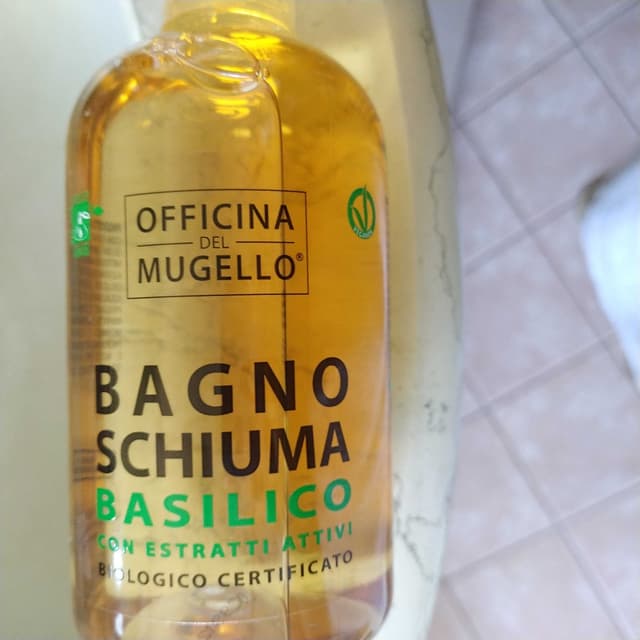 OFFICINA
DEL
MUGELLO®
BAGNO
SCHIUMA
BASILICO
CON ESTRATTI ATTIVI
BIOLOGICO CERTIFICATO